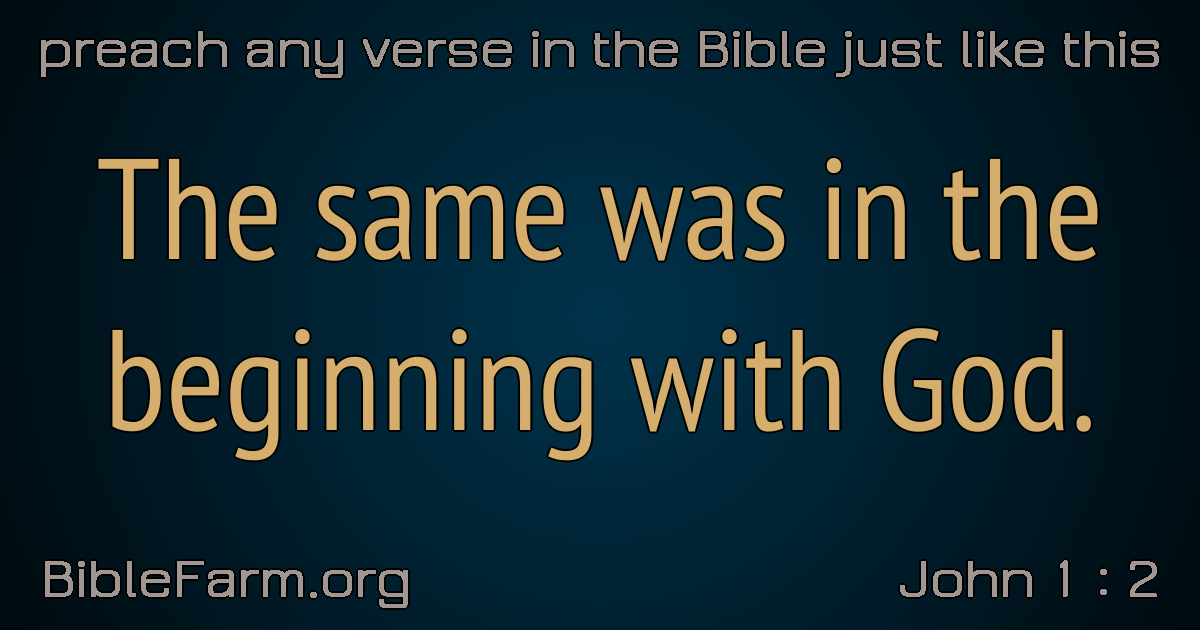 preach any verse in the Bible just like this
The same was in the
beginning with God.
BibleFarm.org
John 1 : 2